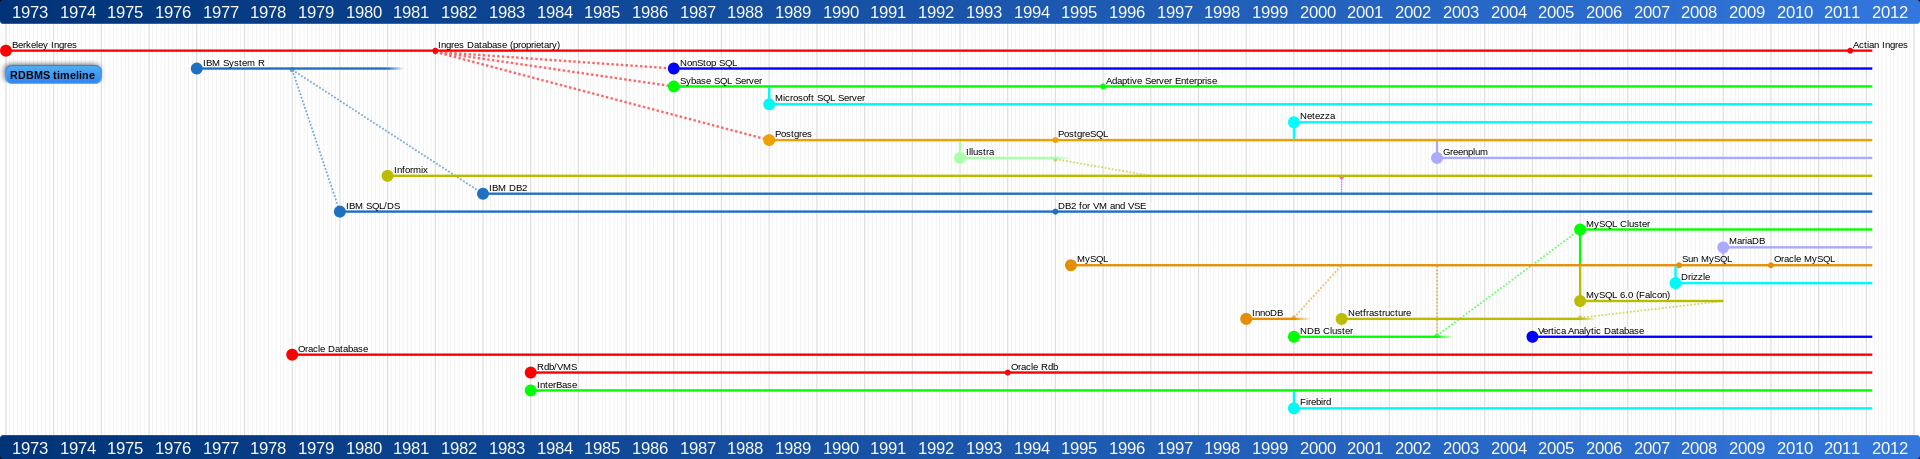 1973 1974 1975 1976 1977 1978 1979 1980 1981 1982 1983 1984 1985 1986 1987 1988 1989 1990 1991 1992 1993 1994 1995 1996 1997 1998 1999 2000 2001 2002 2003 2004 2005 2006 2007 2008 2009 2010 2011 2012
Berkeley Ingres Ingres Database (proprietary) Actian Ingres
RDBMS timeline
IBM System R NonStop SQL
Sybase SQL Server Adaptive Server Enterprise
Microsoft SQL Server
Netezza
Postgres PostgreSQL
Illustra Greenplum
Informix
IBM DB2
IBM SQL/DS DB2 for VM and VSE
MySQL Cluster
MariaDB
MySQL Sun MySQL Oracle MySQL
Drizzle
MySQL 6.0 (Falcon)
InnoDB Netfrastructure
NDB Cluster Vertica Analytic Database
Oracle Database
Rdb/VMS Oracle Rdb
InterBase
Firebird
1973 1974 1975 1976 1977 1978 1979 1980 1981 1982 1983 1984 1985 1986 1987 1988 1989 1990 1991 1992 1993 1994 1995 1996 1997 1998 1999 2000 2001 2002 2003 2004 2005 2006 2007 2008 2009 2010 2011 2012